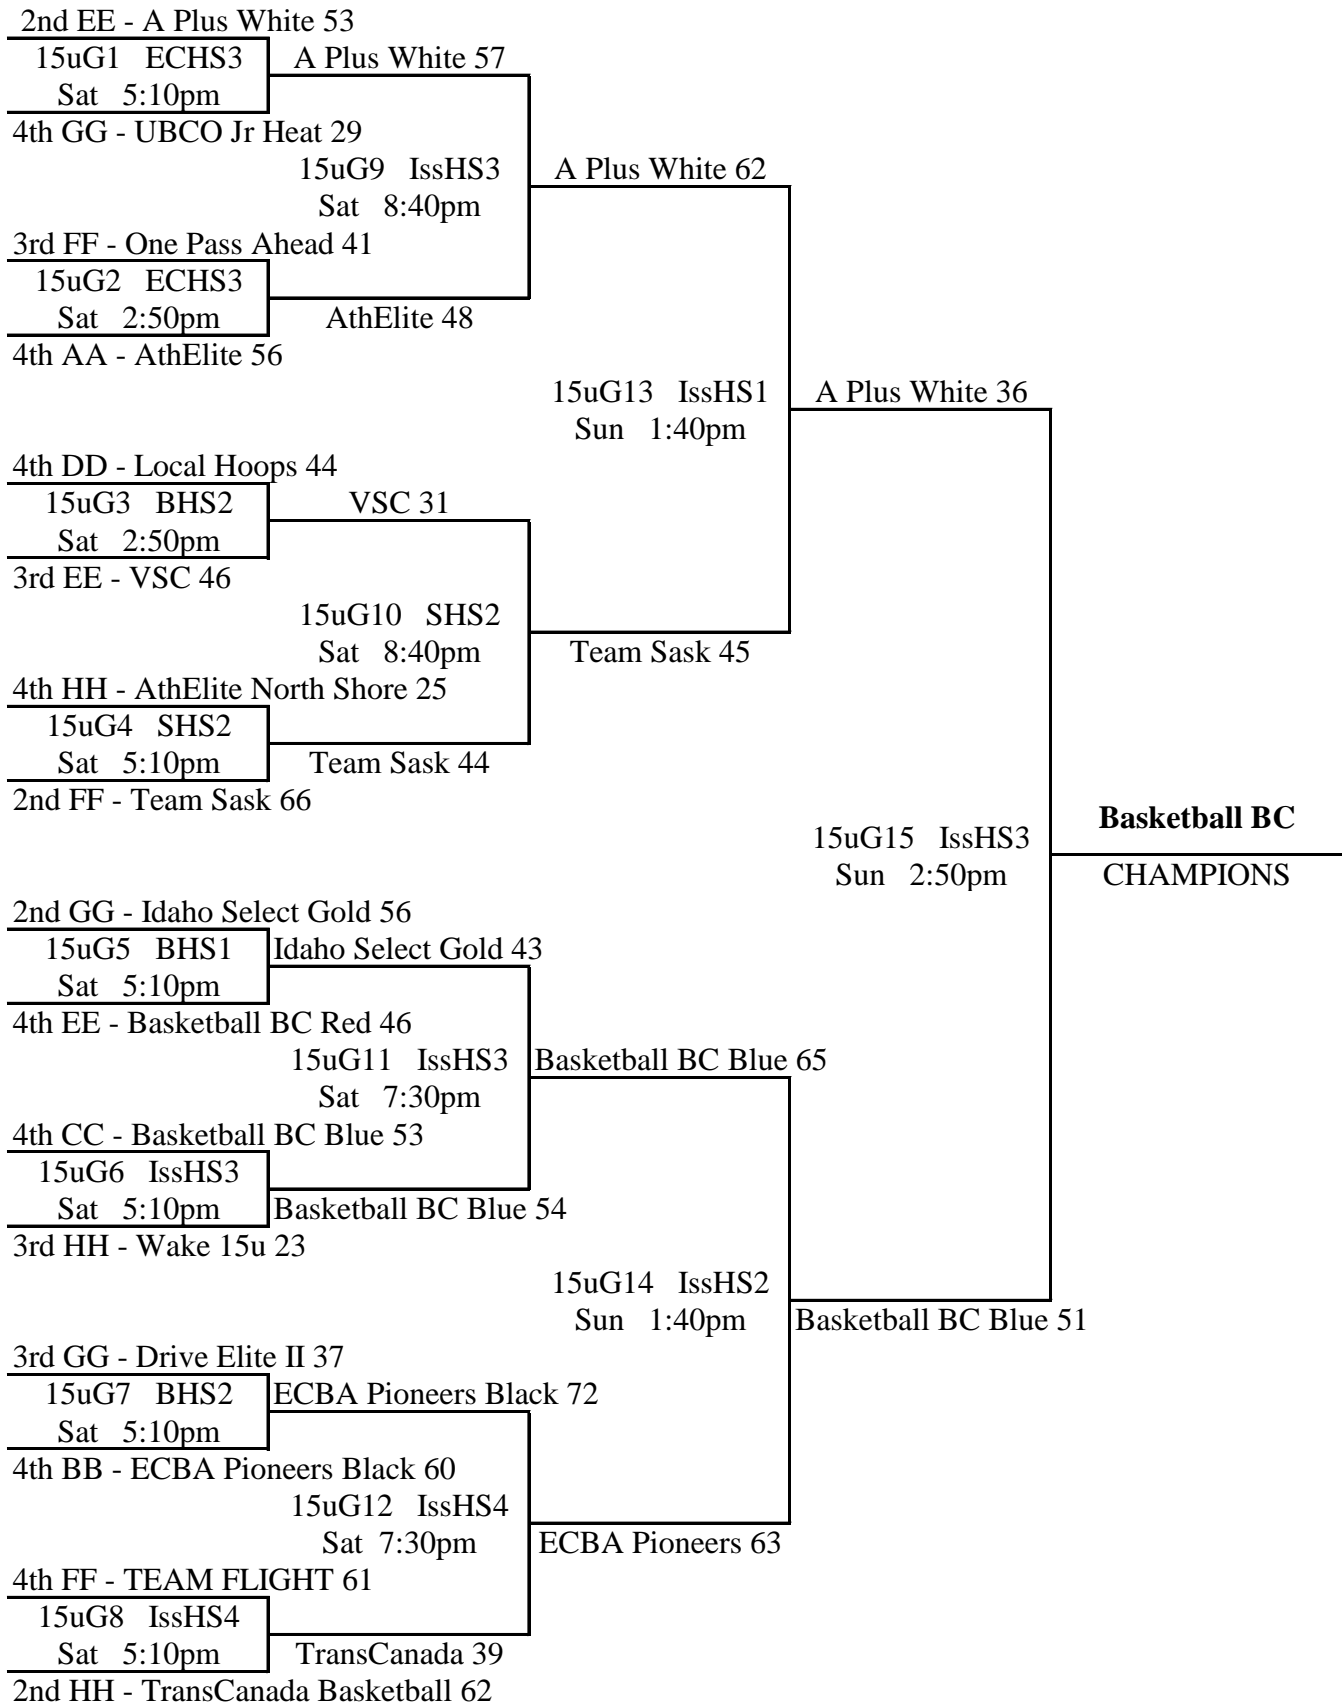 2nd EE - A Plus White 53
15uG1 ECHS3 A Plus White 57
Sat 5:10pm
4th GG - UBCO Jr Heat 29
15uG9 IssHS3 A Plus White 62
Sat 8:40pm
3rd FF - One Pass Ahead 41
15uG2 ECHS3
Sat 2:50pm AthElite 48
4th AA - AthElite 56
15uG13 IssHS1 A Plus White 36
Sun 1:40pm
4th DD - Local Hoops 44
15uG3 BHS2 VSC 31
Sat 2:50pm
3rd EE - VSC 46
15uG10 SHS2
Sat 8:40pm Team Sask 45
4th HH - AthElite North Shore 25
15uG4 SHS2
Sat 5:10pm Team Sask 44
2nd FF - Team Sask 66
Basketball BC
15uG15 IssHS3
Sun 2:50pm CHAMPIONS
2nd GG - Idaho Select Gold 56
15uG5 BHS1 Idaho Select Gold 43
Sat 5:10pm
4th EE - Basketball BC Red 46
15uG11 IssHS3 Basketball BC Blue 65
Sat 7:30pm
4th CC - Basketball BC Blue 53
15uG6 IssHS3
Sat 5:10pm Basketball BC Blue 54
3rd HH - Wake 15u 23
15uG14 IssHS2
Sun 1:40pm Basketball BC Blue 51
3rd GG - Drive Elite II 37
15uG7 BHS2 ECBA Pioneers Black 72
Sat 5:10pm
4th BB - ECBA Pioneers Black 60
15uG12 IssHS4
Sat 7:30pm ECBA Pioneers 63
4th FF - TEAM FLIGHT 61
15uG8 IssHS4
Sat 5:10pm TransCanada 39
2nd HH - TransCanada Basketball 62